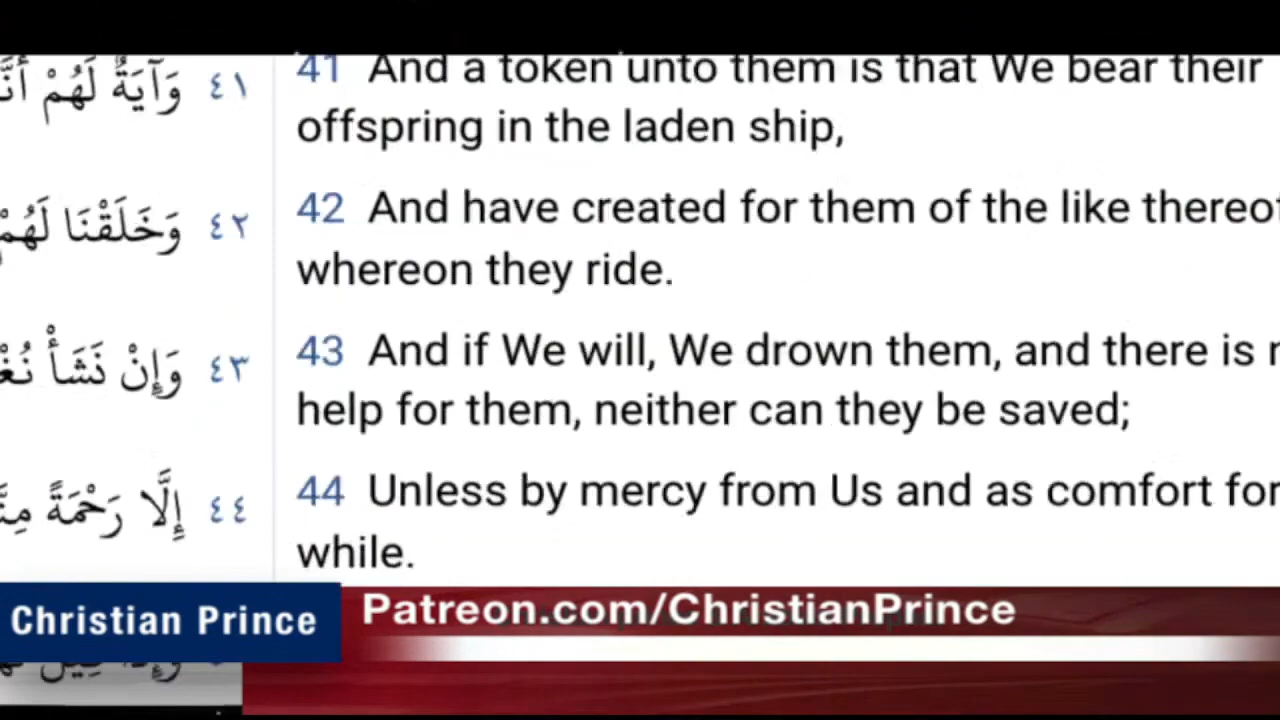 ٤١ وَآيَةٌ لَهُمْ
41 And a token unto them is that We bear their
offspring in the laden ship,
٤٢ وَخَلَقْنَا لَهُمْ
42 And have created for them of the like thereof
whereon they ride.
٤٣ وَإِنْ نَشَأْ
43 And if We will, We drown them, and there is
help for them, neither can they be saved;
٤٤ إِلَّا رَحْمَةً
44 Unless by mercy from Us and as comfort for
while.
Christian Prince
Patreon.com/ChristianPrince